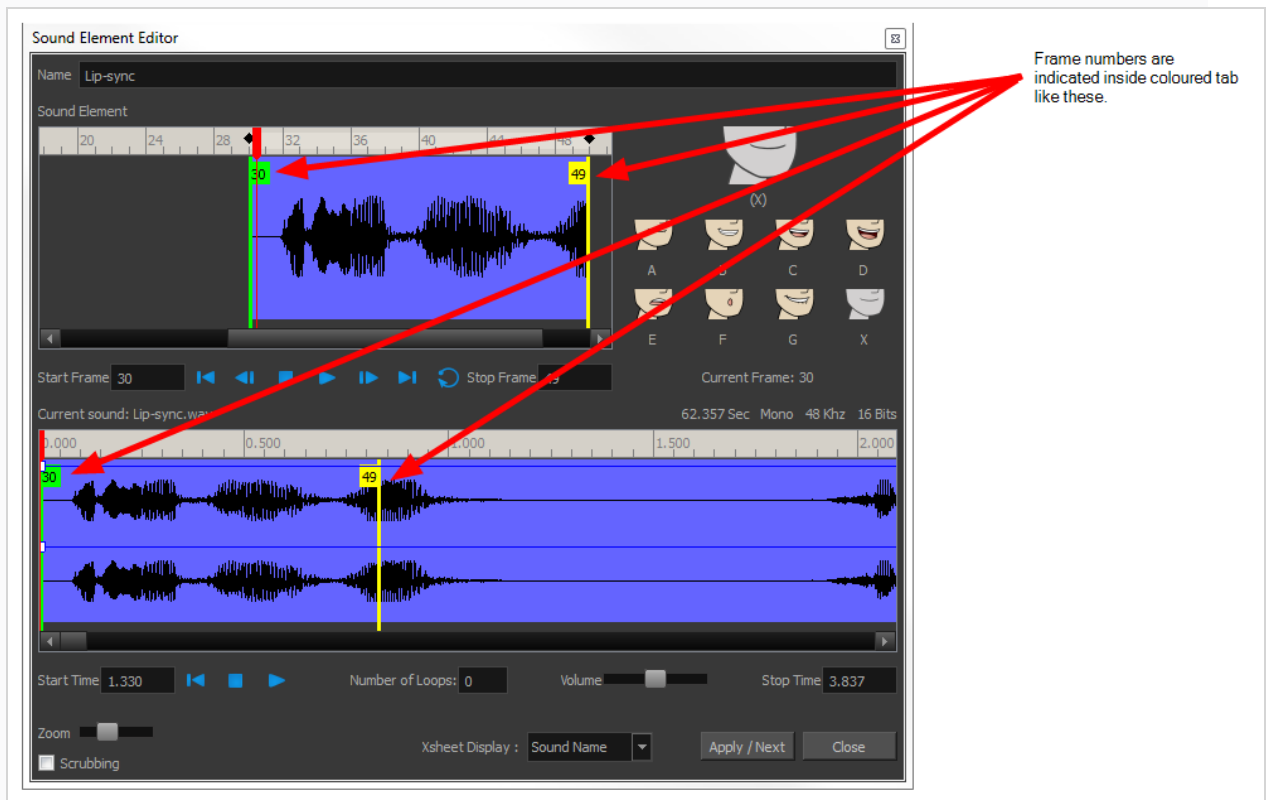 Sound Element Editor
Frame numbers are
indicated inside coloured tab
like these.
Name Lip-sync
Sound Element
20 24 28 32 36 40 44 48
30 49
(X)
A B C D
E F G X
Start Frame 30 Stop Frame 49 Current Frame: 30
Current sound: Lip-sync.wav 62.357 Sec Mono 48 Khz 16 Bits
0.000 0.500 1.000 1.500 2.000
30 49
Start Time 1.330 Number of Loops: 0 Volume Stop Time 3.837
Zoom
Xsheet Display : Sound Name Apply / Next Close
Scrubbing